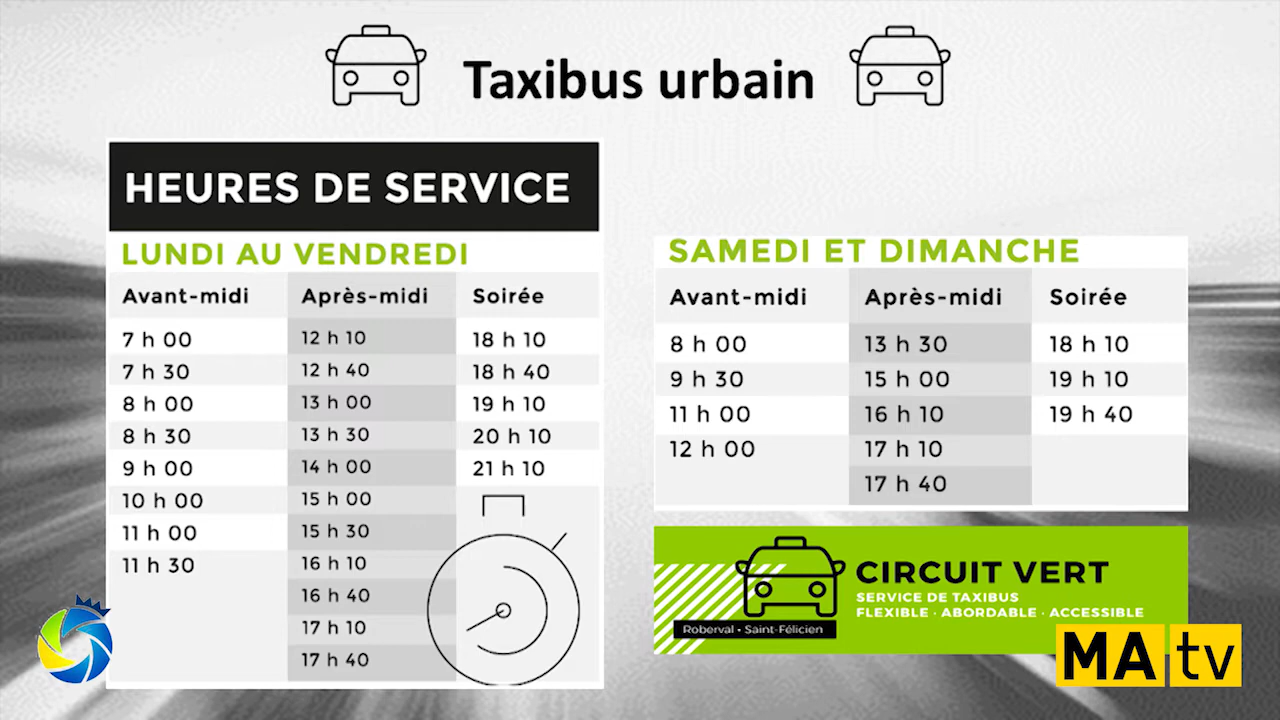 Taxibus urbain
HEURES DE SERVICE
LUNDI AU VENDREDI
Avant-midi Après-midi Soirée
7 h 00 12 h 10 18 h 10
7 h 30 12 h 40 18 h 40
8 h 00 13 h 00 19 h 10
8 h 30 13 h 30 20 h 10
9 h 00 14 h 00 21 h 10
10 h 00 15 h 00
11 h 00 15 h 30
11 h 30 16 h 10
16 h 40
17 h 10
17 h 40
SAMEDI ET DIMANCHE
Avant-midi Après-midi Soirée
8 h 00 13 h 30 18 h 10
9 h 30 15 h 00 19 h 10
11 h 00 16 h 10 19 h 40
12 h 00 17 h 10
17 h 40
CIRCUIT VERT
SERVICE DE TAXIBUS
FLEXIBLE · ABORDABLE · ACCESSIBLE
Roberval • Saint-Félicien
MAtv